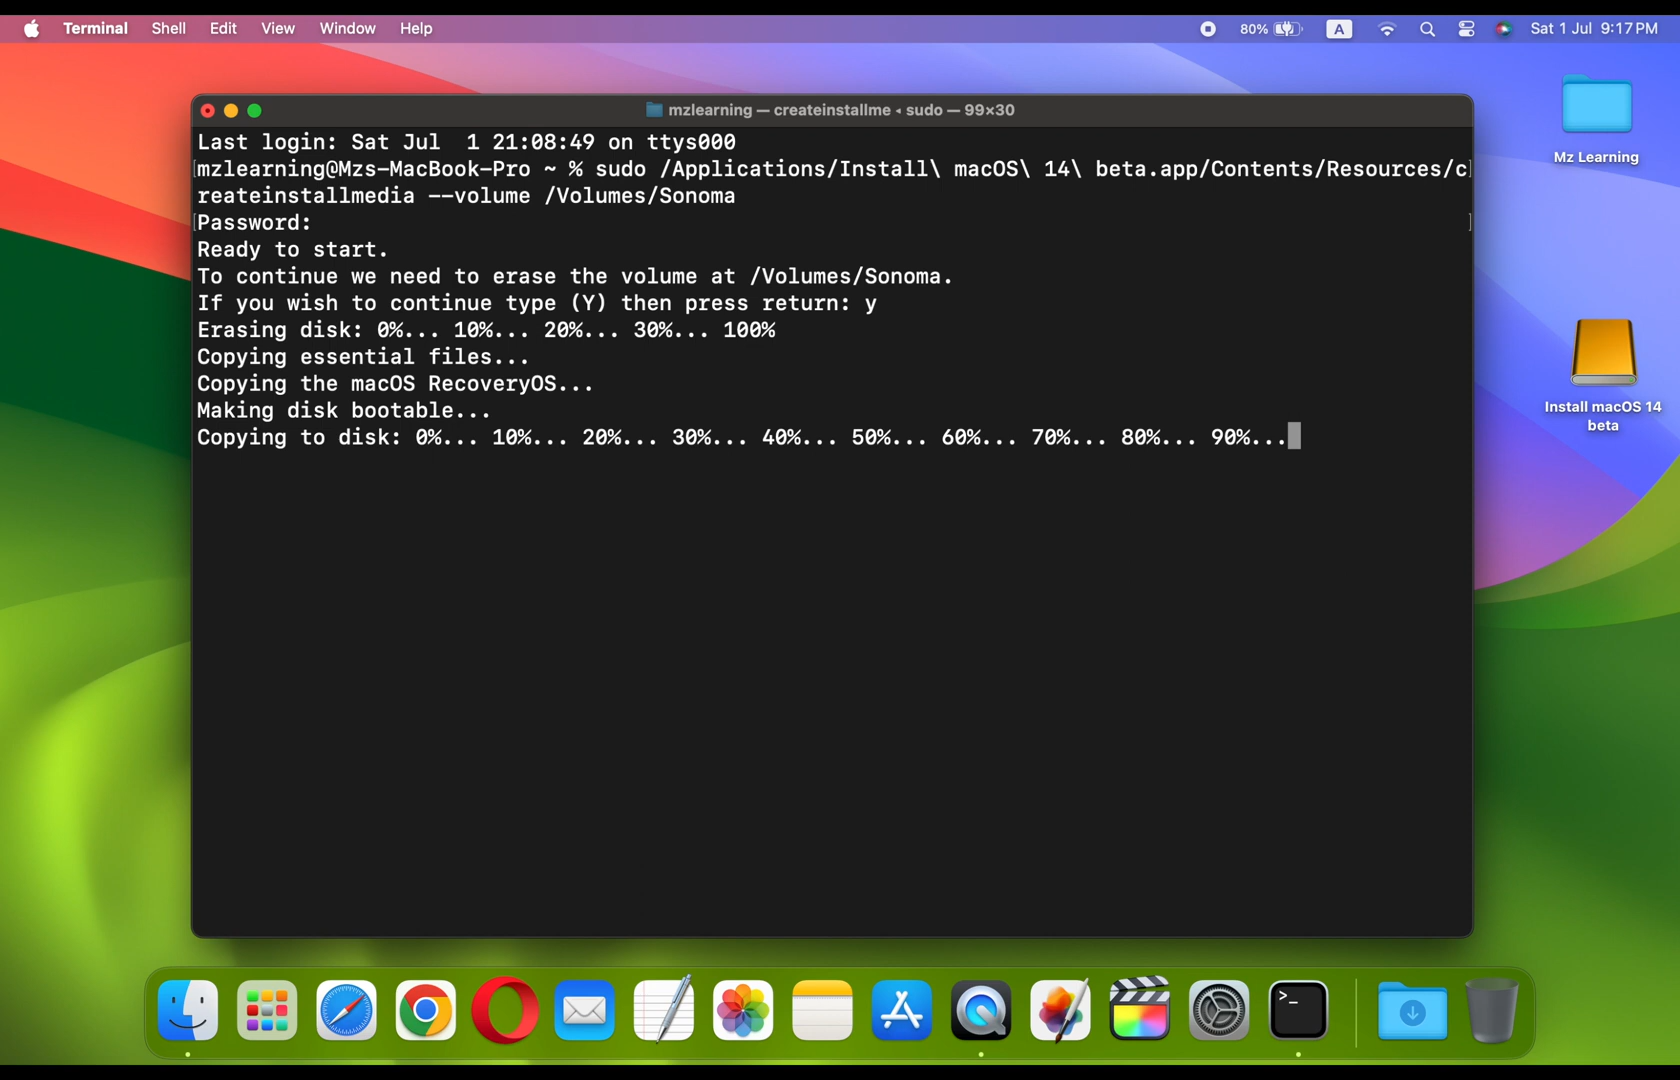 Terminal Shell Edit View Window Help 80% A Sat 1 Jul 9:17 PM
mzlearning — createinstallme ◂ sudo — 99×30
Last login: Sat Jul  1 21:08:49 on ttys000
[mzlearning@Mzs-MacBook-Pro ~ % sudo /Applications/Install\ macOS\ 14\ beta.app/Contents/Resources/c]
reateinstallmedia --volume /Volumes/Sonoma
[Password: ]
Ready to start.
To continue we need to erase the volume at /Volumes/Sonoma.
If you wish to continue type (Y) then press return: y
Erasing disk: 0%... 10%... 20%... 30%... 100%
Copying essential files...
Copying the macOS RecoveryOS...
Making disk bootable...
Copying to disk: 0%... 10%... 20%... 30%... 40%... 50%... 60%... 70%... 80%... 90%...
Mz Learning
Install macOS 14
beta
>_